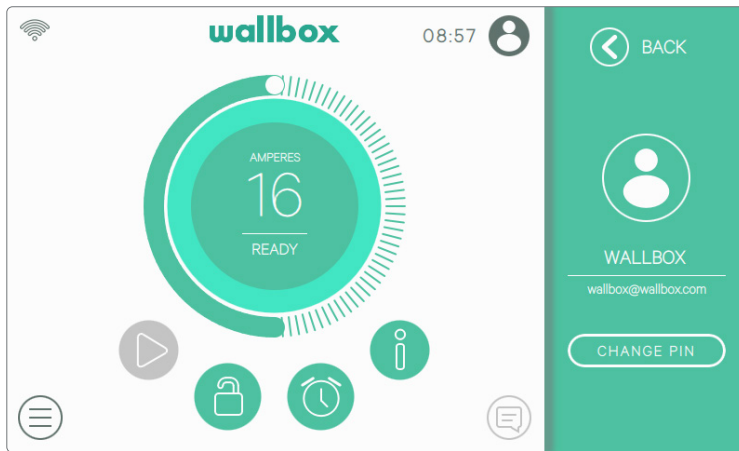 wallbox
08:57
AMPERES
16
READY
BACK
WALLBOX
wallbox@wallbox.com
CHANGE PIN